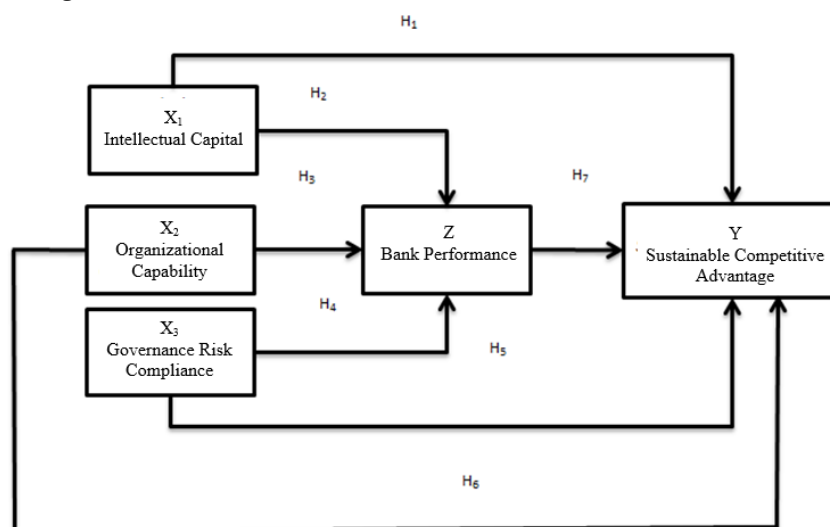 H₁
X₁
Intellectual Capital
H₂
H₃
H₇
X₂
Organizational
Capability
Z
Bank Performance
Y
Sustainable Competitive
Advantage
H₄
X₃
Governance Risk
Compliance
H₅
H₆